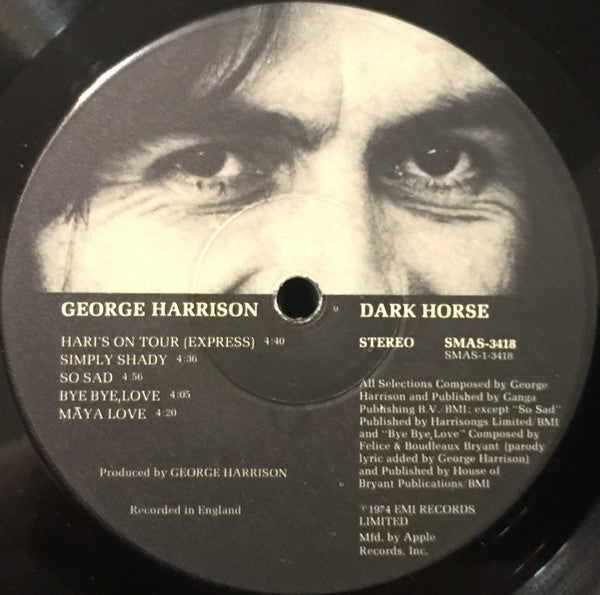 GEORGE HARRISON
HARI'S ON TOUR (EXPRESS) 4:40
SIMPLY SHADY 4:36
SO SAD 4:56
BYE BYE,LOVE 4:05
MĀYA LOVE 4:20
Produced by GEORGE HARRISON
Recorded in England
DARK HORSE
STEREO SMAS-3418
SMAS-1-3418
All Selections Composed by George
Harrison and Published by Ganga
Publishing B.V./BMI; except "So Sad"
Published by Harrisongs Limited/BMI
and "Bye Bye, Love" Composed by
Felice & Boudleaux Bryant (parody
lyric added by George Harrison)
and Published by House of
Bryant Publications/BMI
℗1974 EMI RECORDS
LIMITED
Mfd. by Apple
Records, Inc.